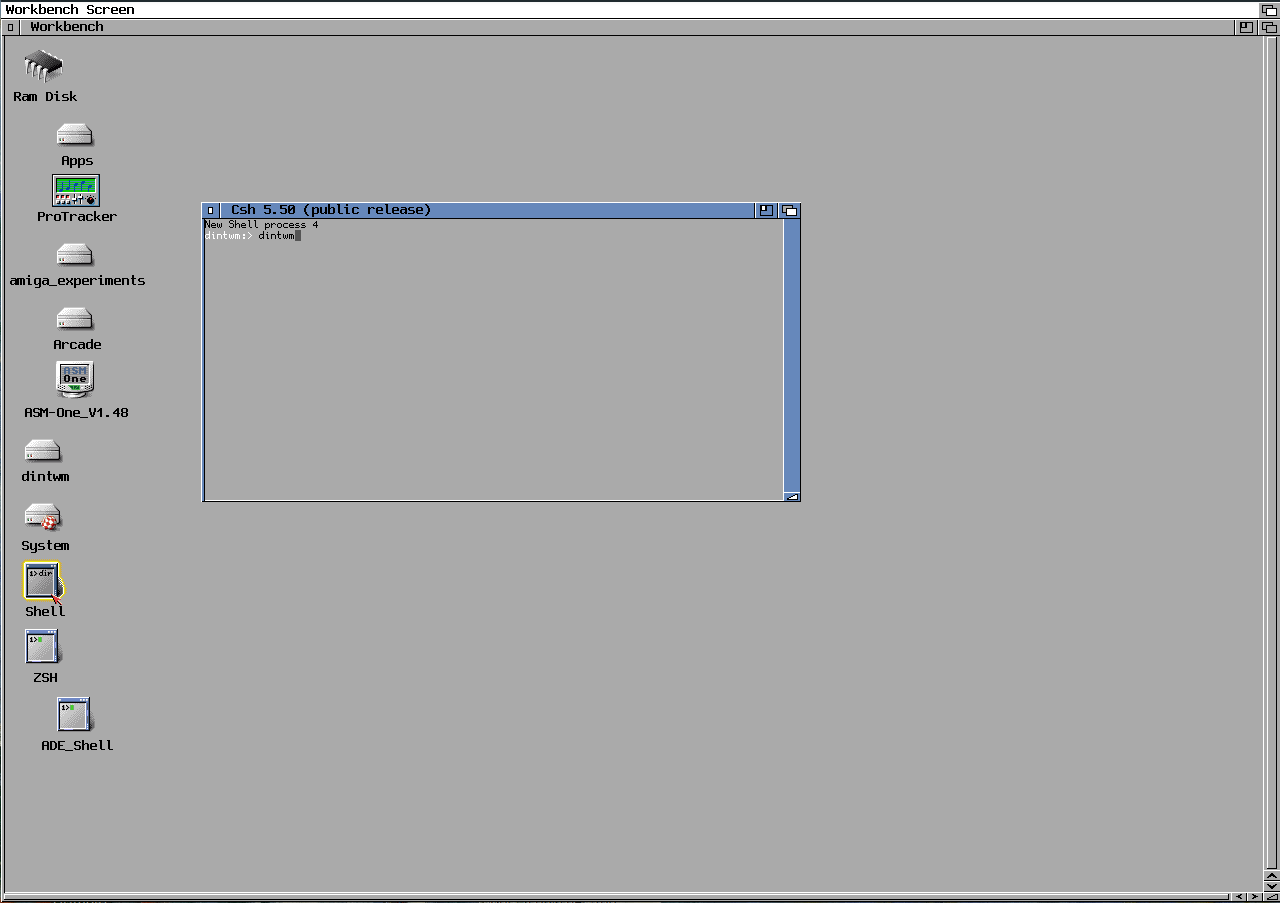 Workbench Screen
Workbench
Ram Disk
Apps
ProTracker
amiga_experiments
Arcade
ASM
One
ASM-One_V1.48
dintwm
System
1>dir
Shell
1>
ZSH
1>
ADE_Shell
Csh 5.50 (public release)
New Shell process 4
dintwm:> dintwm